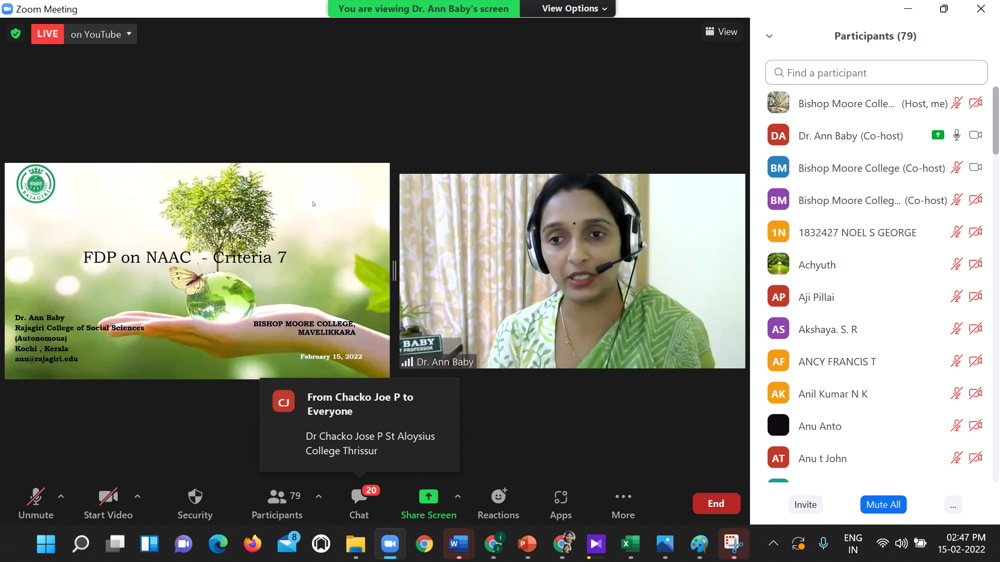 Zoom Meeting
You are viewing Dr. Ann Baby's screen
View Options
LIVE
on YouTube
View
RAJAGIRI
FDP on NAAC - Criteria 7
Dr. Ann Baby
Rajagiri College of Social Sciences
(Autonomous)
Kochi , Kerala
ann@rajagiri.edu
BISHOP MOORE COLLEGE,
MAVELIKKARA
February 15, 2022
BABY
PROFESSOR
Dr. Ann Baby
CJ
From Chacko Joe P to
Everyone
Dr Chacko Jose P St Aloysius
College Thrissur
Participants (79)
Find a participant
Bishop Moore Colle... (Host, me)
DA
Dr. Ann Baby (Co-host)
BM
Bishop Moore College (Co-host)
BM
Bishop Moore Colleg... (Co-host)
1N
1832427 NOEL S GEORGE
Achyuth
AP
Aji Pillai
AS
Akshaya. S. R
AF
ANCY FRANCIS T
AK
Anil Kumar N K
Anu Anto
AT
Anu t John
Invite
Mute All
...
Unmute
Start Video
Security
79
Participants
20
Chat
Share Screen
Reactions
Apps
More
End
8
W
P
X
ENG
IN
02:47 PM
15-02-2022